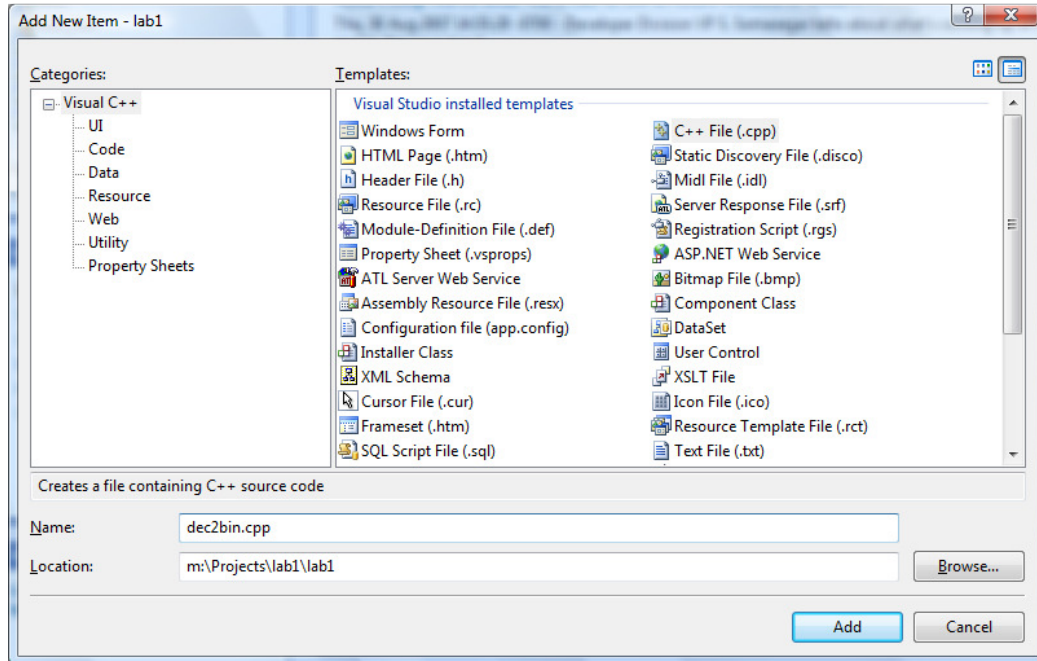 Add New Item - lab1
Categories:
Templates:
Visual C++
UI
Code
Data
Resource
Web
Utility
Property Sheets
Visual Studio installed templates
Windows Form
C++ File (.cpp)
HTML Page (.htm)
Static Discovery File (.disco)
Header File (.h)
Midl File (.idl)
Resource File (.rc)
Server Response File (.srf)
Module-Definition File (.def)
Registration Script (.rgs)
Property Sheet (.vsprops)
ASP.NET Web Service
ATL Server Web Service
Bitmap File (.bmp)
Assembly Resource File (.resx)
Component Class
Configuration file (app.config)
DataSet
Installer Class
User Control
XML Schema
XSLT File
Cursor File (.cur)
Icon File (.ico)
Frameset (.htm)
Resource Template File (.rct)
SQL Script File (.sql)
Text File (.txt)
Creates a file containing C++ source code
Name:
dec2bin.cpp
Location:
m:\Projects\lab1\lab1
Browse...
Add
Cancel